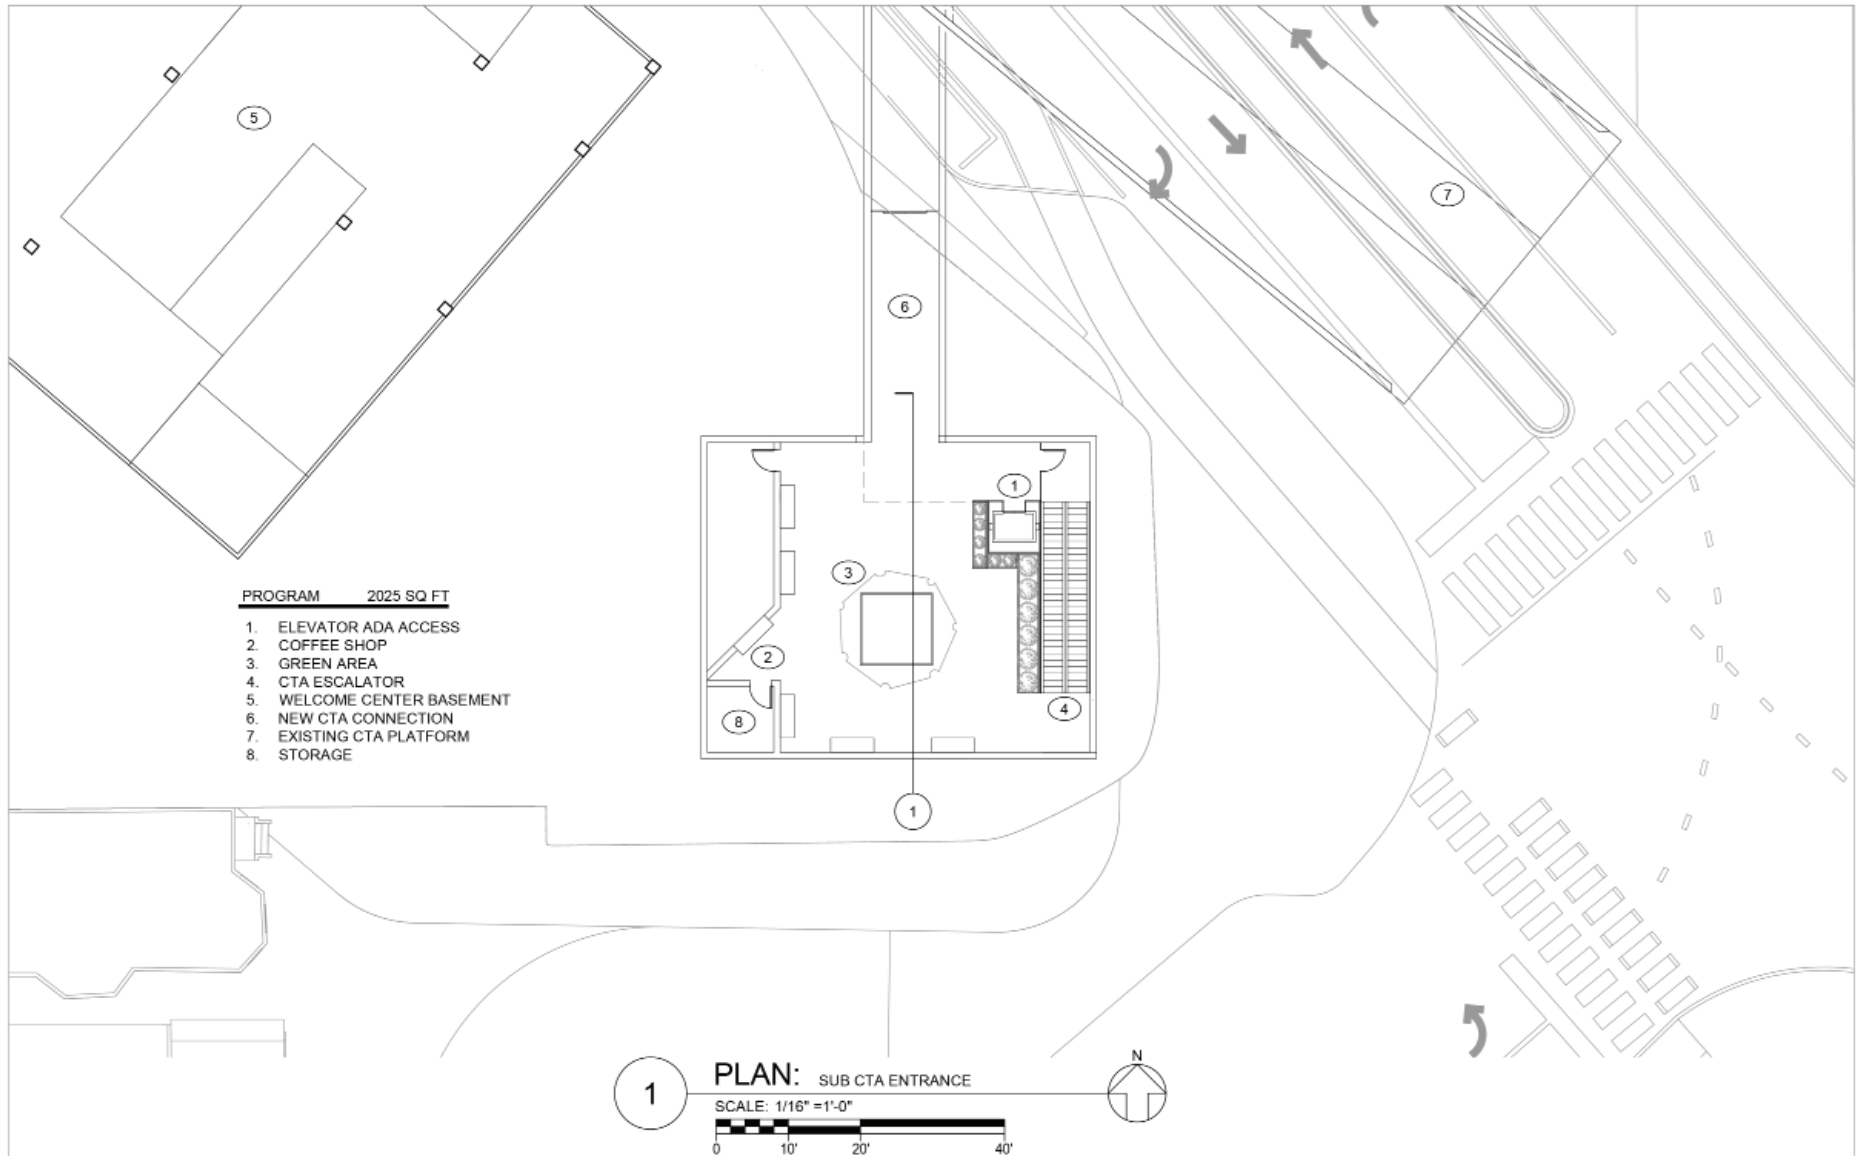 5
7
6
1
3
PROGRAM 2025 SQ FT
1. ELEVATOR ADA ACCESS
2. COFFEE SHOP
3. GREEN AREA
4. CTA ESCALATOR
5. WELCOME CENTER BASEMENT
6. NEW CTA CONNECTION
7. EXISTING CTA PLATFORM
8. STORAGE
2
4
8
1
N
1
PLAN: SUB CTA ENTRANCE
SCALE: 1/16" =1'-0"
0 10' 20' 40'